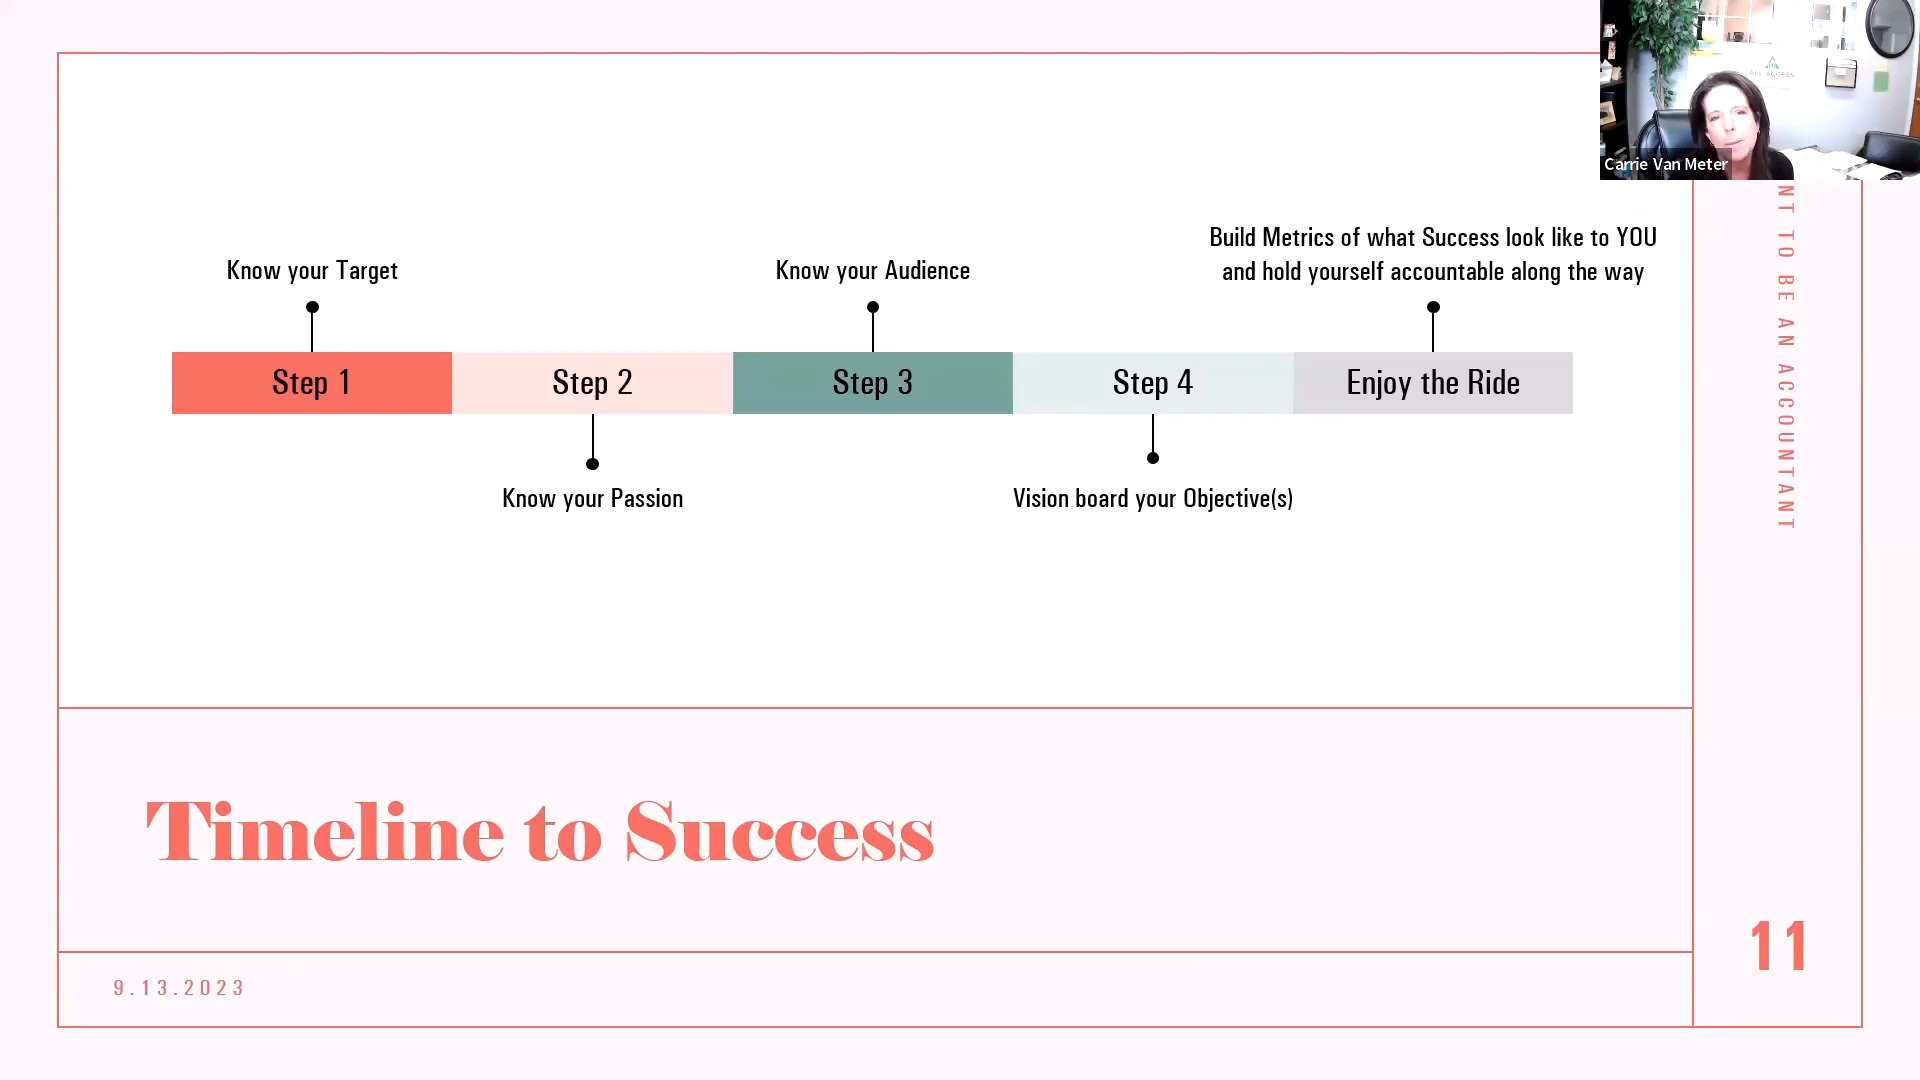 ALL ACCESS
Carrie Van Meter
Know your Target
Know your Audience
Build Metrics of what Success look like to YOU
and hold yourself accountable along the way
Step 1
Step 2
Step 3
Step 4
Enjoy the Ride
Know your Passion
Vision board your Objective(s)
NT TO BE AN ACCOUNTANT
Timeline to Success
11
9.13.2023